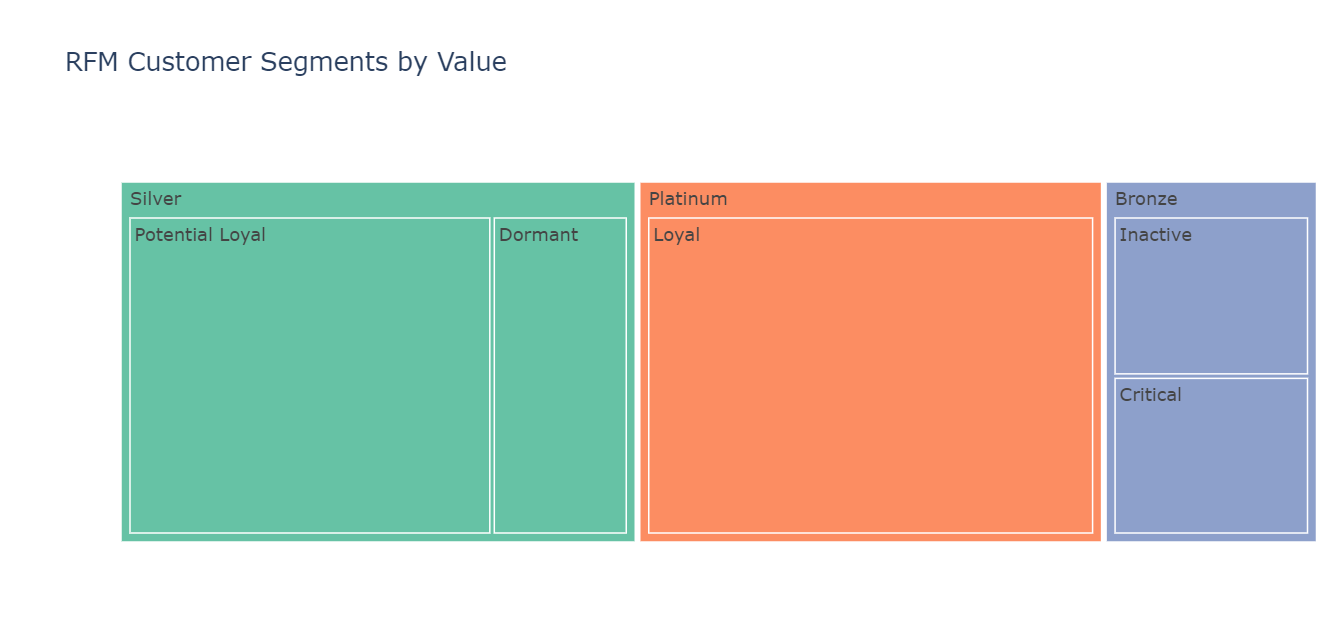 RFM Customer Segments by Value
Silver
Potential Loyal
Dormant
Platinum
Loyal
Bronze
Inactive
Critical